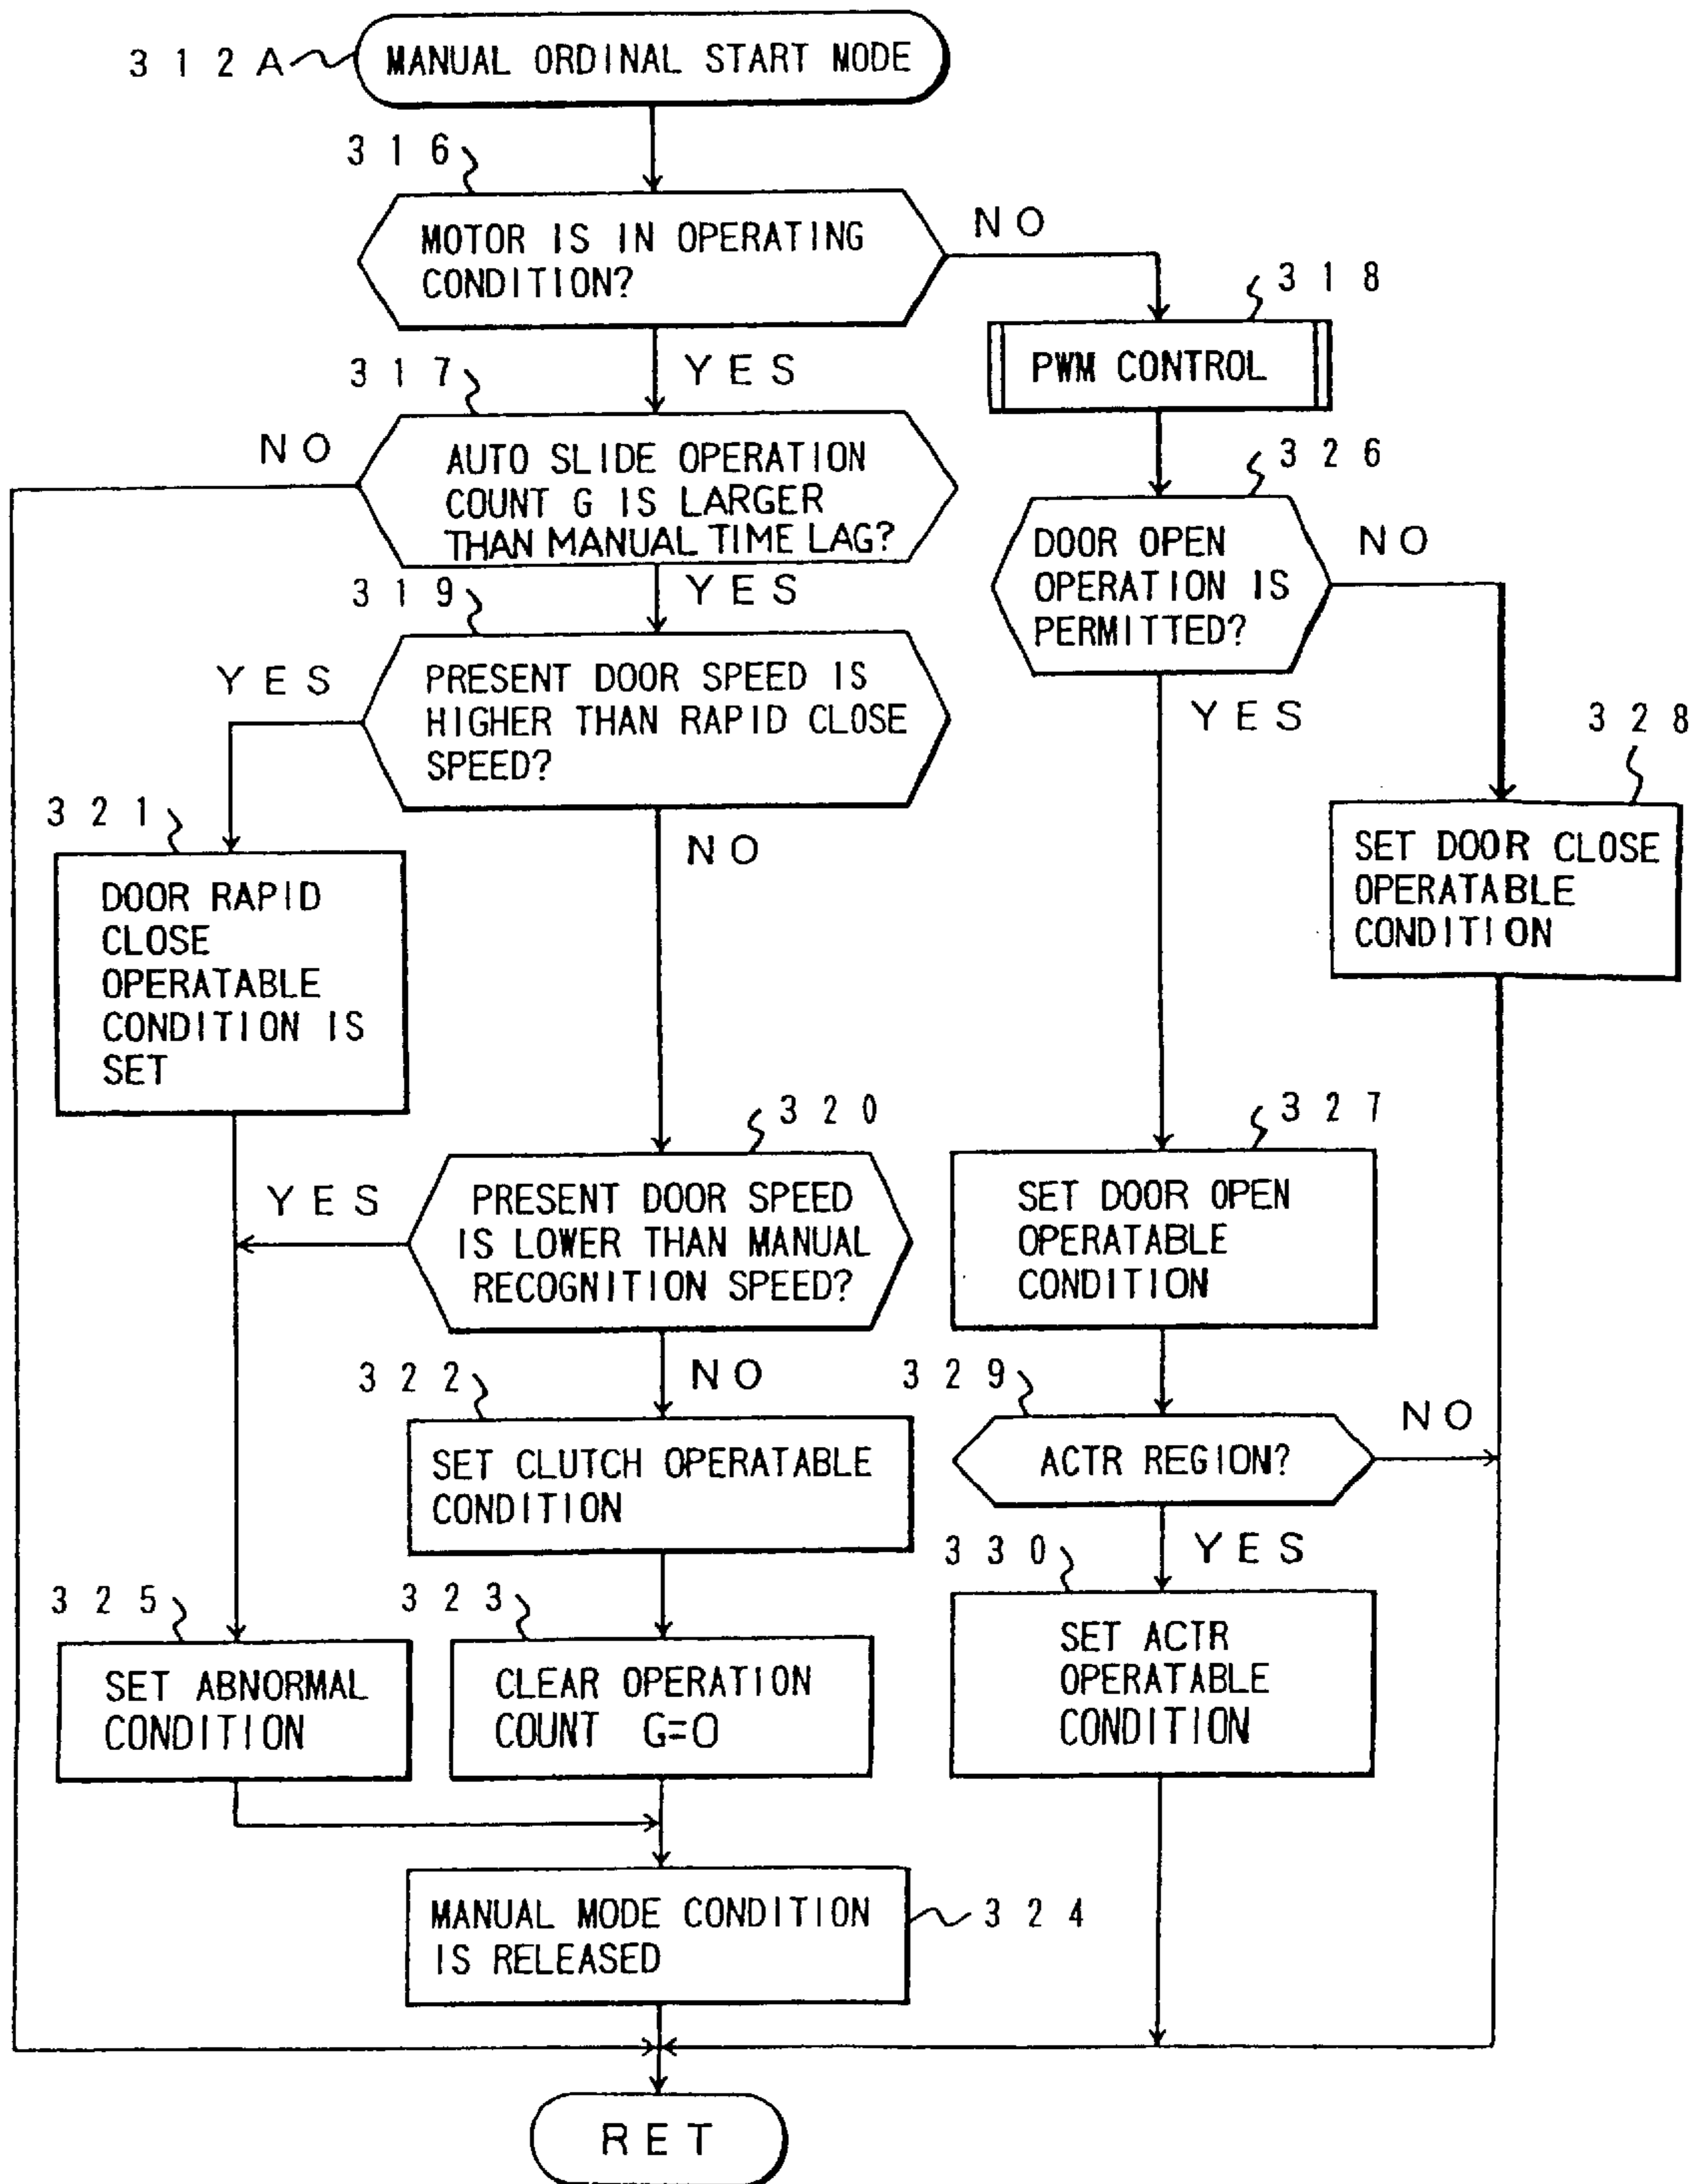 312A
MANUAL ORDINAL START MODE
316
MOTOR IS IN OPERATING
CONDITION?
NO
YES
318
PWM CONTROL
317
NO
AUTO SLIDE OPERATION
COUNT G IS LARGER
THAN MANUAL TIME LAG?
YES
326
DOOR OPEN
OPERATION IS
PERMITTED?
NO
YES
319
YES
PRESENT DOOR SPEED IS
HIGHER THAN RAPID CLOSE
SPEED?
NO
328
SET DOOR CLOSE
OPERATABLE
CONDITION
321
DOOR RAPID
CLOSE
OPERATABLE
CONDITION IS
SET
320
YES
PRESENT DOOR SPEED
IS LOWER THAN MANUAL
RECOGNITION SPEED?
NO
327
SET DOOR OPEN
OPERATABLE
CONDITION
322
SET CLUTCH OPERATABLE
CONDITION
329
ACTR REGION?
NO
YES
325
SET ABNORMAL
CONDITION
323
CLEAR OPERATION
COUNT G=0
330
SET ACTR
OPERATABLE
CONDITION
MANUAL MODE CONDITION
IS RELEASED
324
RET